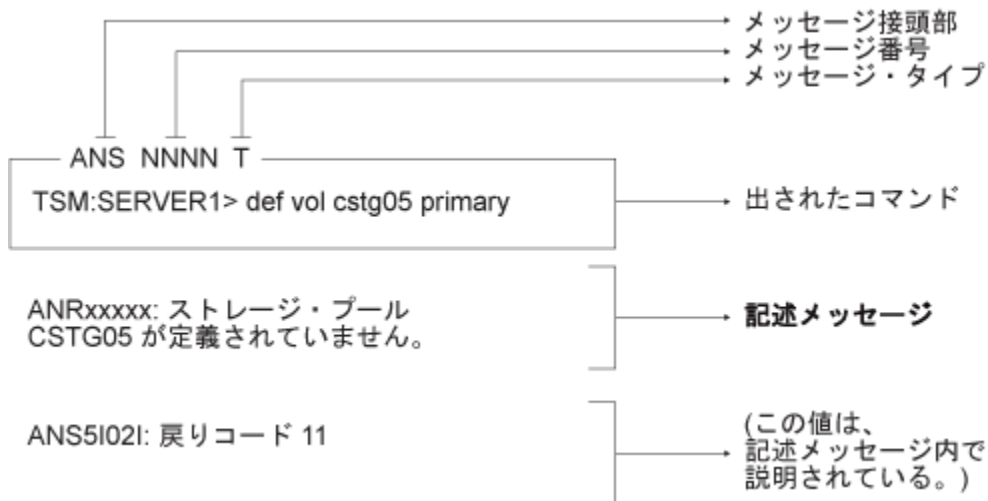 メッセージ接頭部
メッセージ番号
メッセージ・タイプ
ANS NNNN T
TSM:SERVER1> def vol cstg05 primary
出されたコマンド
ANRxxxxx: ストレージ・プール
CSTG05 が定義されていません。
記述メッセージ
ANS5I02I: 戻りコード 11
(この値は、
記述メッセージ内で
説明されている。)